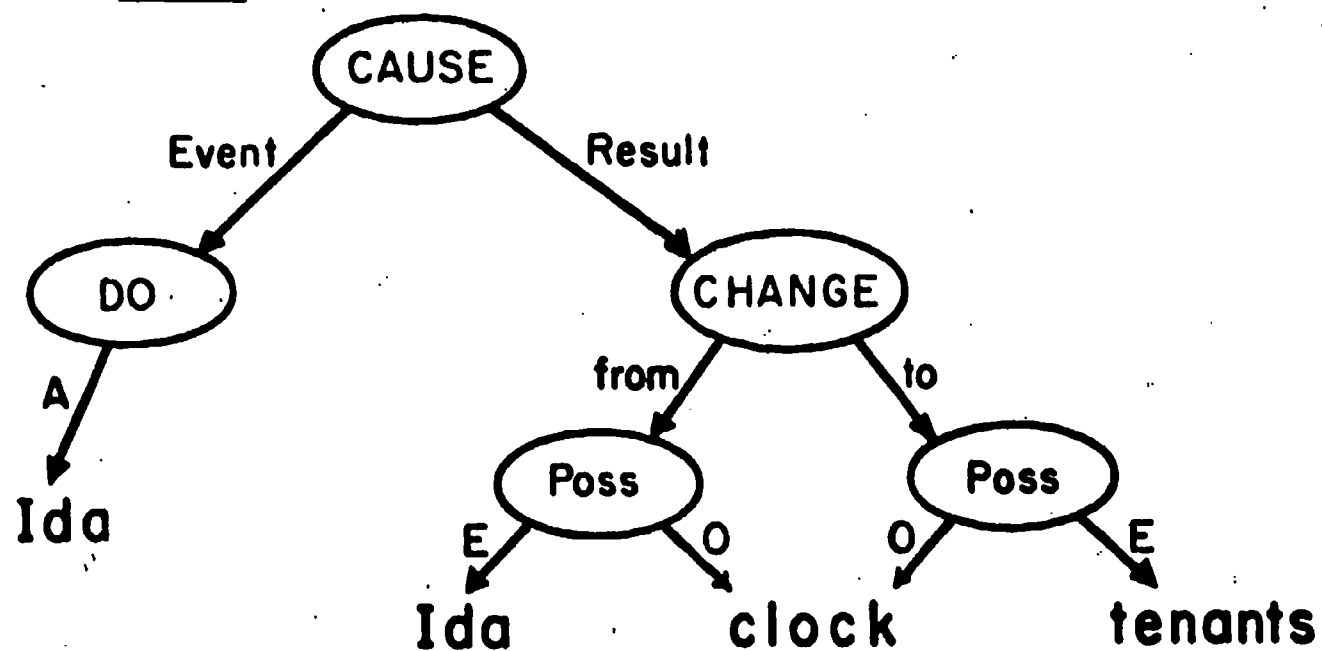 CAUSE
Event Result
DO CHANGE
A from to
Poss Poss
Ida
E O O E
Ida clock tenants